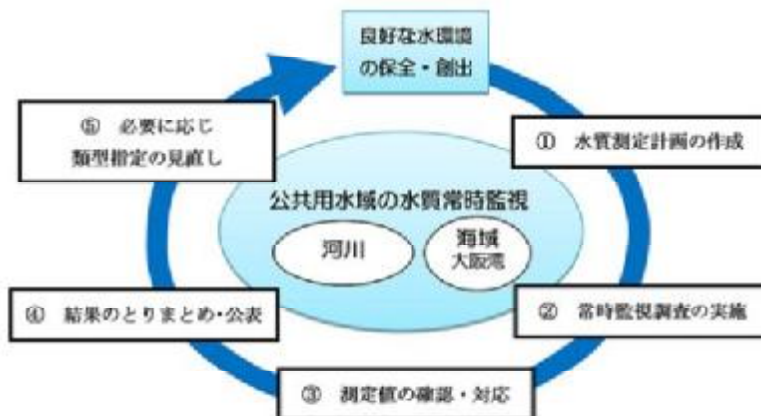 良好な水環境
の保全・創出
① 水質測定計画の作成
② 常時監視調査の実施
③ 測定値の確認・対応
④ 結果のとりまとめ・公表
⑤ 必要に応じ
類型指定の見直し
公共用水域の水質常時監視
河川
海域
大阪湾